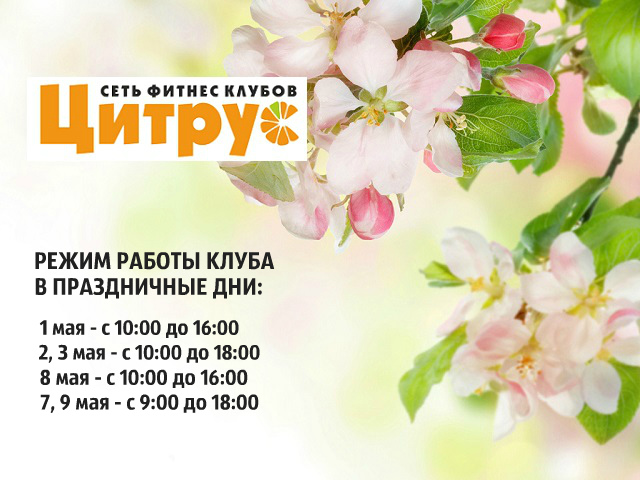 СЕТЬ ФИТНЕС КЛУБОВ
Цитрус
РЕЖИМ РАБОТЫ КЛУБА
В ПРАЗДНИЧНЫЕ ДНИ:
1 мая - с 10:00 до 16:00
2, 3 мая - с 10:00 до 18:00
8 мая - с 10:00 до 16:00
7, 9 мая - с 9:00 до 18:00